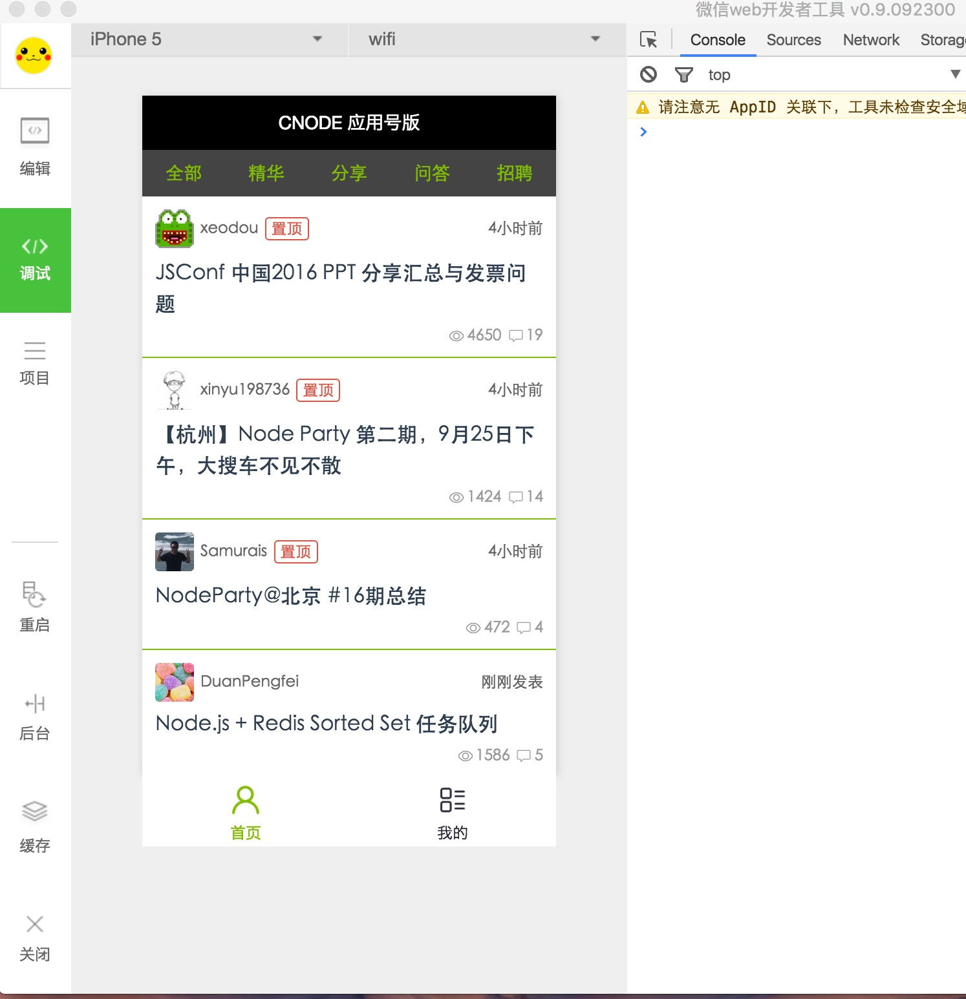 微信web开发者工具 v0.9.092300
iPhone 5
wifi
Console Sources Network Storag
top
请注意无 AppID 关联下，工具未检查安全域
编辑
调试
项目
重启
后台
缓存
关闭
CNODE 应用号版
全部 精华 分享 问答 招聘
xeodou 置顶 4小时前
JSConf 中国2016 PPT 分享汇总与发票问
题
4650 19
xinyu198736 置顶 4小时前
【杭州】Node Party 第二期，9月25日下
午，大搜车不见不散
1424 14
Samurais 置顶 4小时前
NodeParty@北京 #16期总结
472 4
DuanPengfei 刚刚发表
Node.js + Redis Sorted Set 任务队列
1586 5
首页 我的